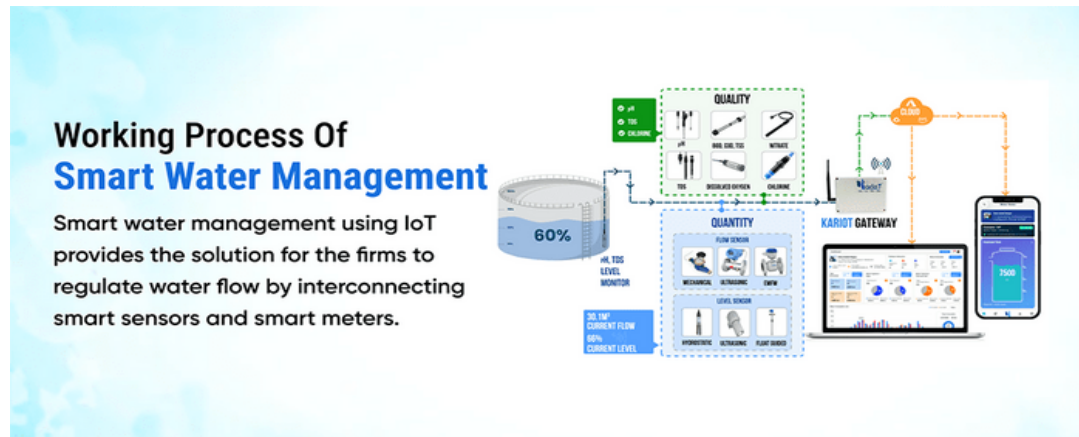 Working Process Of
Smart Water Management
Smart water management using IoT
provides the solution for the firms to
regulate water flow by interconnecting
smart sensors and smart meters.
60%
pH, TDS
LEVEL
MONITOR
pH
TDS
CHLORINE
QUALITY
pH
BOD, COD, TSS
NITRATE
TDS
DISSOLVED OXYGEN
CHLORINE
QUANTITY
FLOW SENSOR
MECHANICAL
ULTRASONIC
EMFM
LEVEL SENSOR
HYDROSTATIC
ULTRASONIC
FLOAT GUIDED
30.1M³
CURRENT FLOW
66%
CURRENT LEVEL
KARIOT GATEWAY
CLOUD
7500